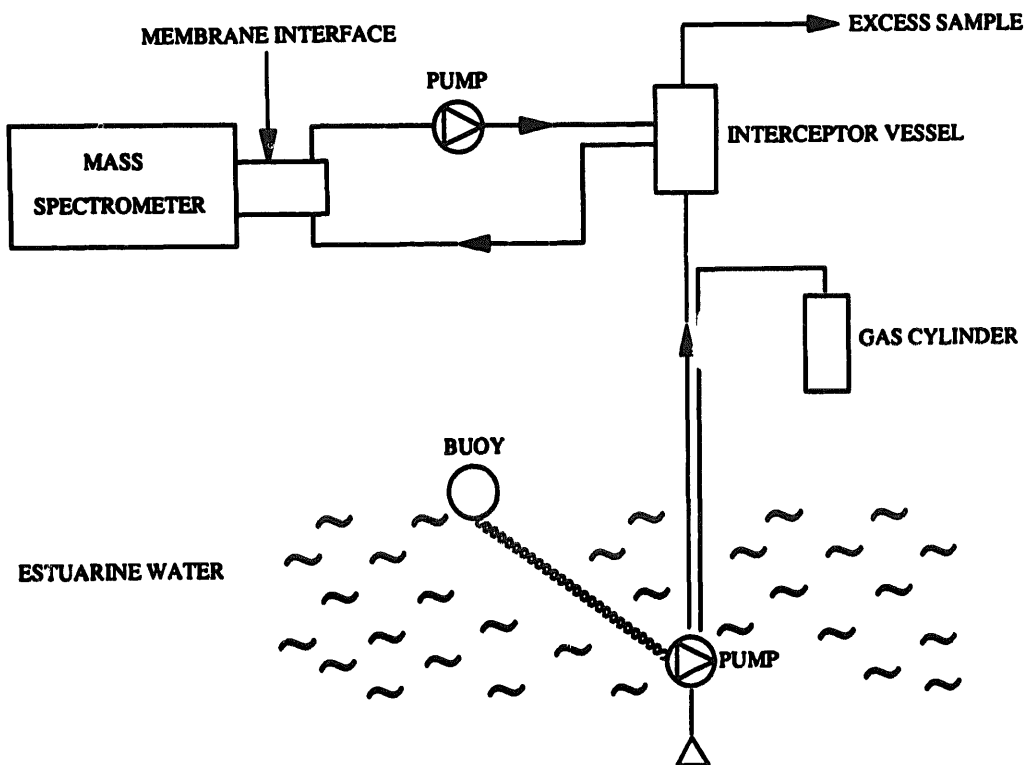 EXCESS SAMPLE
MEMBRANE INTERFACE
PUMP
INTERCEPTOR VESSEL
MASS
SPECTROMETER
GAS CYLINDER
BUOY
ESTUARINE WATER
PUMP